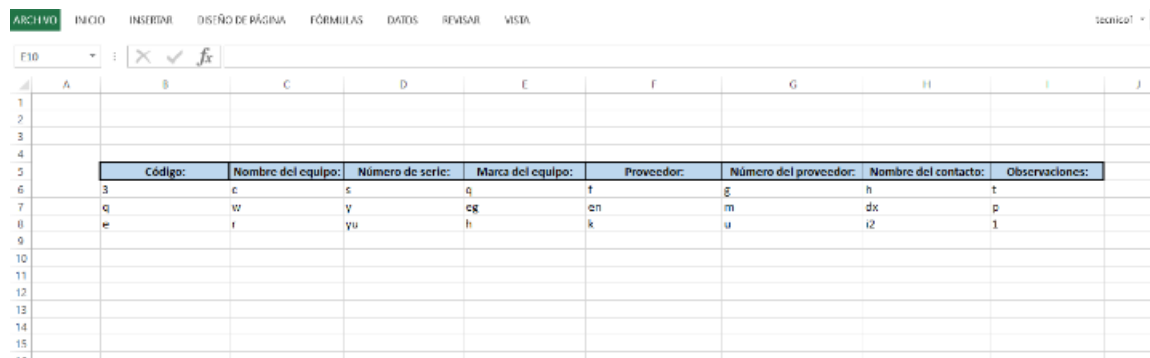 ARCHIVO INICIO INSERTAR DISEÑO DE PÁGINA FÓRMULAS DATOS REVISAR VISTA tecnico1
F10 fx
A B C D E F G H I J
1
2
3
4
5 Código: Nombre del equipo: Número de serie: Marca del equipo: Proveedor: Número del proveedor: Nombre del contacto: Observaciones:
6 3 c s q f g h t
7 q w y eg en m dx p
8 e r yu h k u i2 1
9
10
11
12
13
14
15